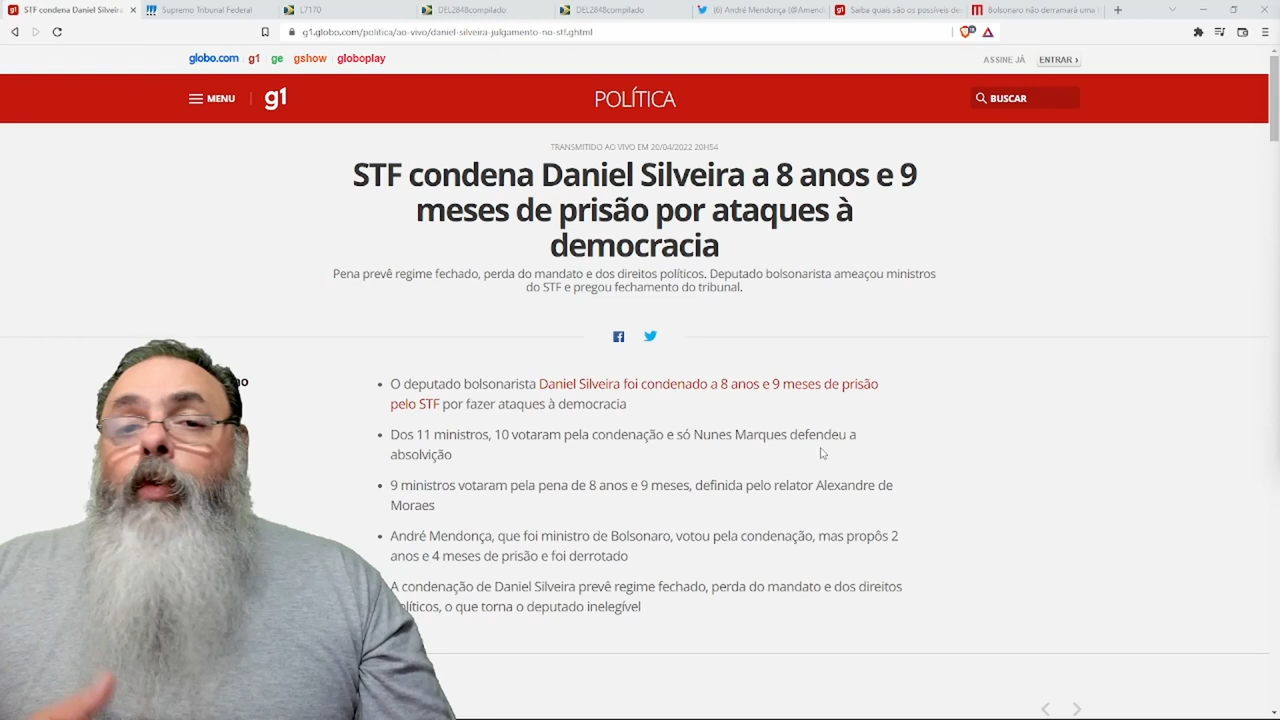 STF condena Daniel Silveira
Supremo Tribunal Federal
L7170
DEL2848compilado
DEL2848compilado
(6) André Mendonça (@Amend
Saiba quais são os possíveis des
Bolsonaro não derramará uma
g1.globo.com/politica/ao-vivo/daniel-silveira-julgamento-no-stf.ghtml
globo.com g1 ge gshow globoplay
ASSINE JÁ ENTRAR ›
MENU g1
POLÍTICA
BUSCAR
TRANSMITIDO AO VIVO EM 20/04/2022 20H54
STF condena Daniel Silveira a 8 anos e 9
meses de prisão por ataques à
democracia
Pena prevê regime fechado, perda do mandato e dos direitos políticos. Deputado bolsonarista ameaçou ministros
do STF e pregou fechamento do tribunal.
• O deputado bolsonarista Daniel Silveira foi condenado a 8 anos e 9 meses de prisão
pelo STF por fazer ataques à democracia
• Dos 11 ministros, 10 votaram pela condenação e só Nunes Marques defendeu a
absolvição
• 9 ministros votaram pela pena de 8 anos e 9 meses, definida pelo relator Alexandre de
Moraes
• André Mendonça, que foi ministro de Bolsonaro, votou pela condenação, mas propôs 2
anos e 4 meses de prisão e foi derrotado
A condenação de Daniel Silveira prevê regime fechado, perda do mandato e dos direitos
políticos, o que torna o deputado inelegível